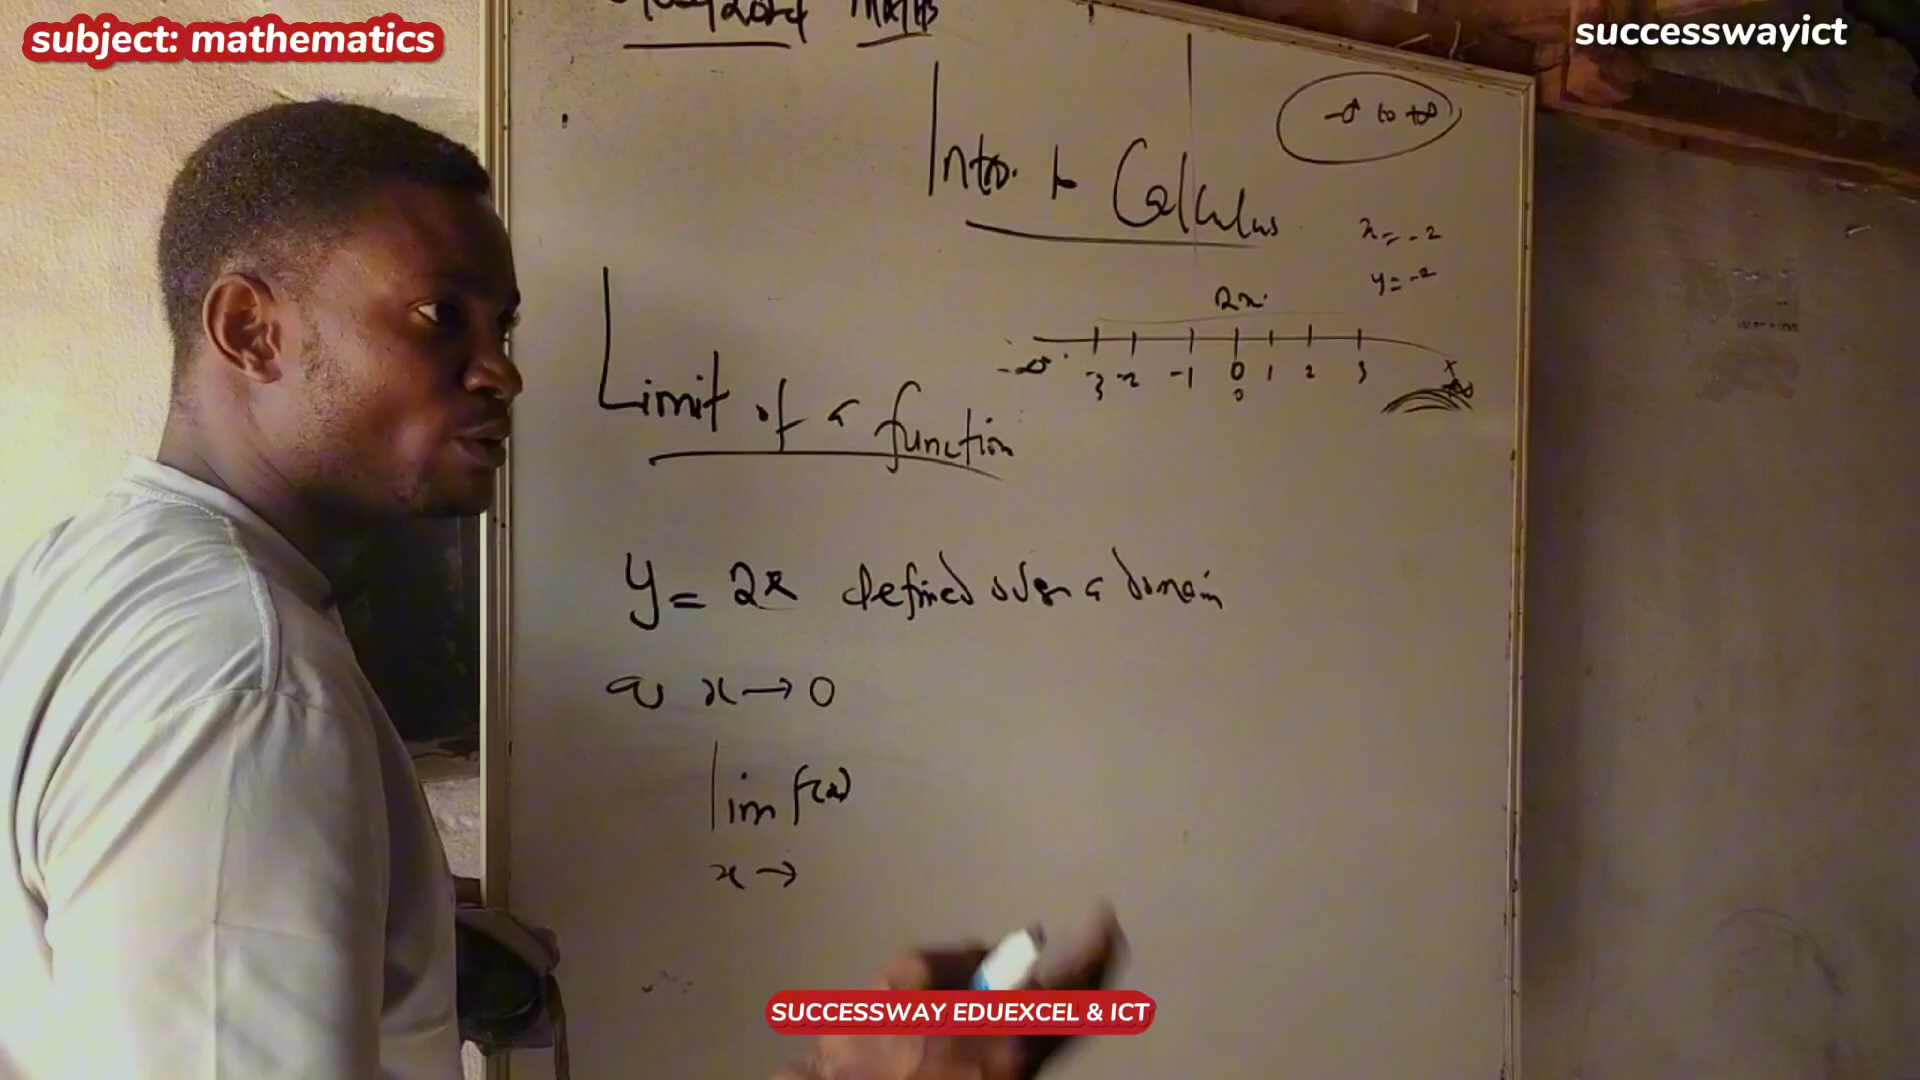 subject: mathematics
successwayict
Maths
Intro. to Calculus
-∞ to +∞
x = -2
y = -2
2x
-∞ -3 -2 -1 0 1 2 3
0
Limit of a function
y = 2x defined over a domain
x → 0
lim f(x)
x →
SUCCESSWAY EDUEXCEL & ICT